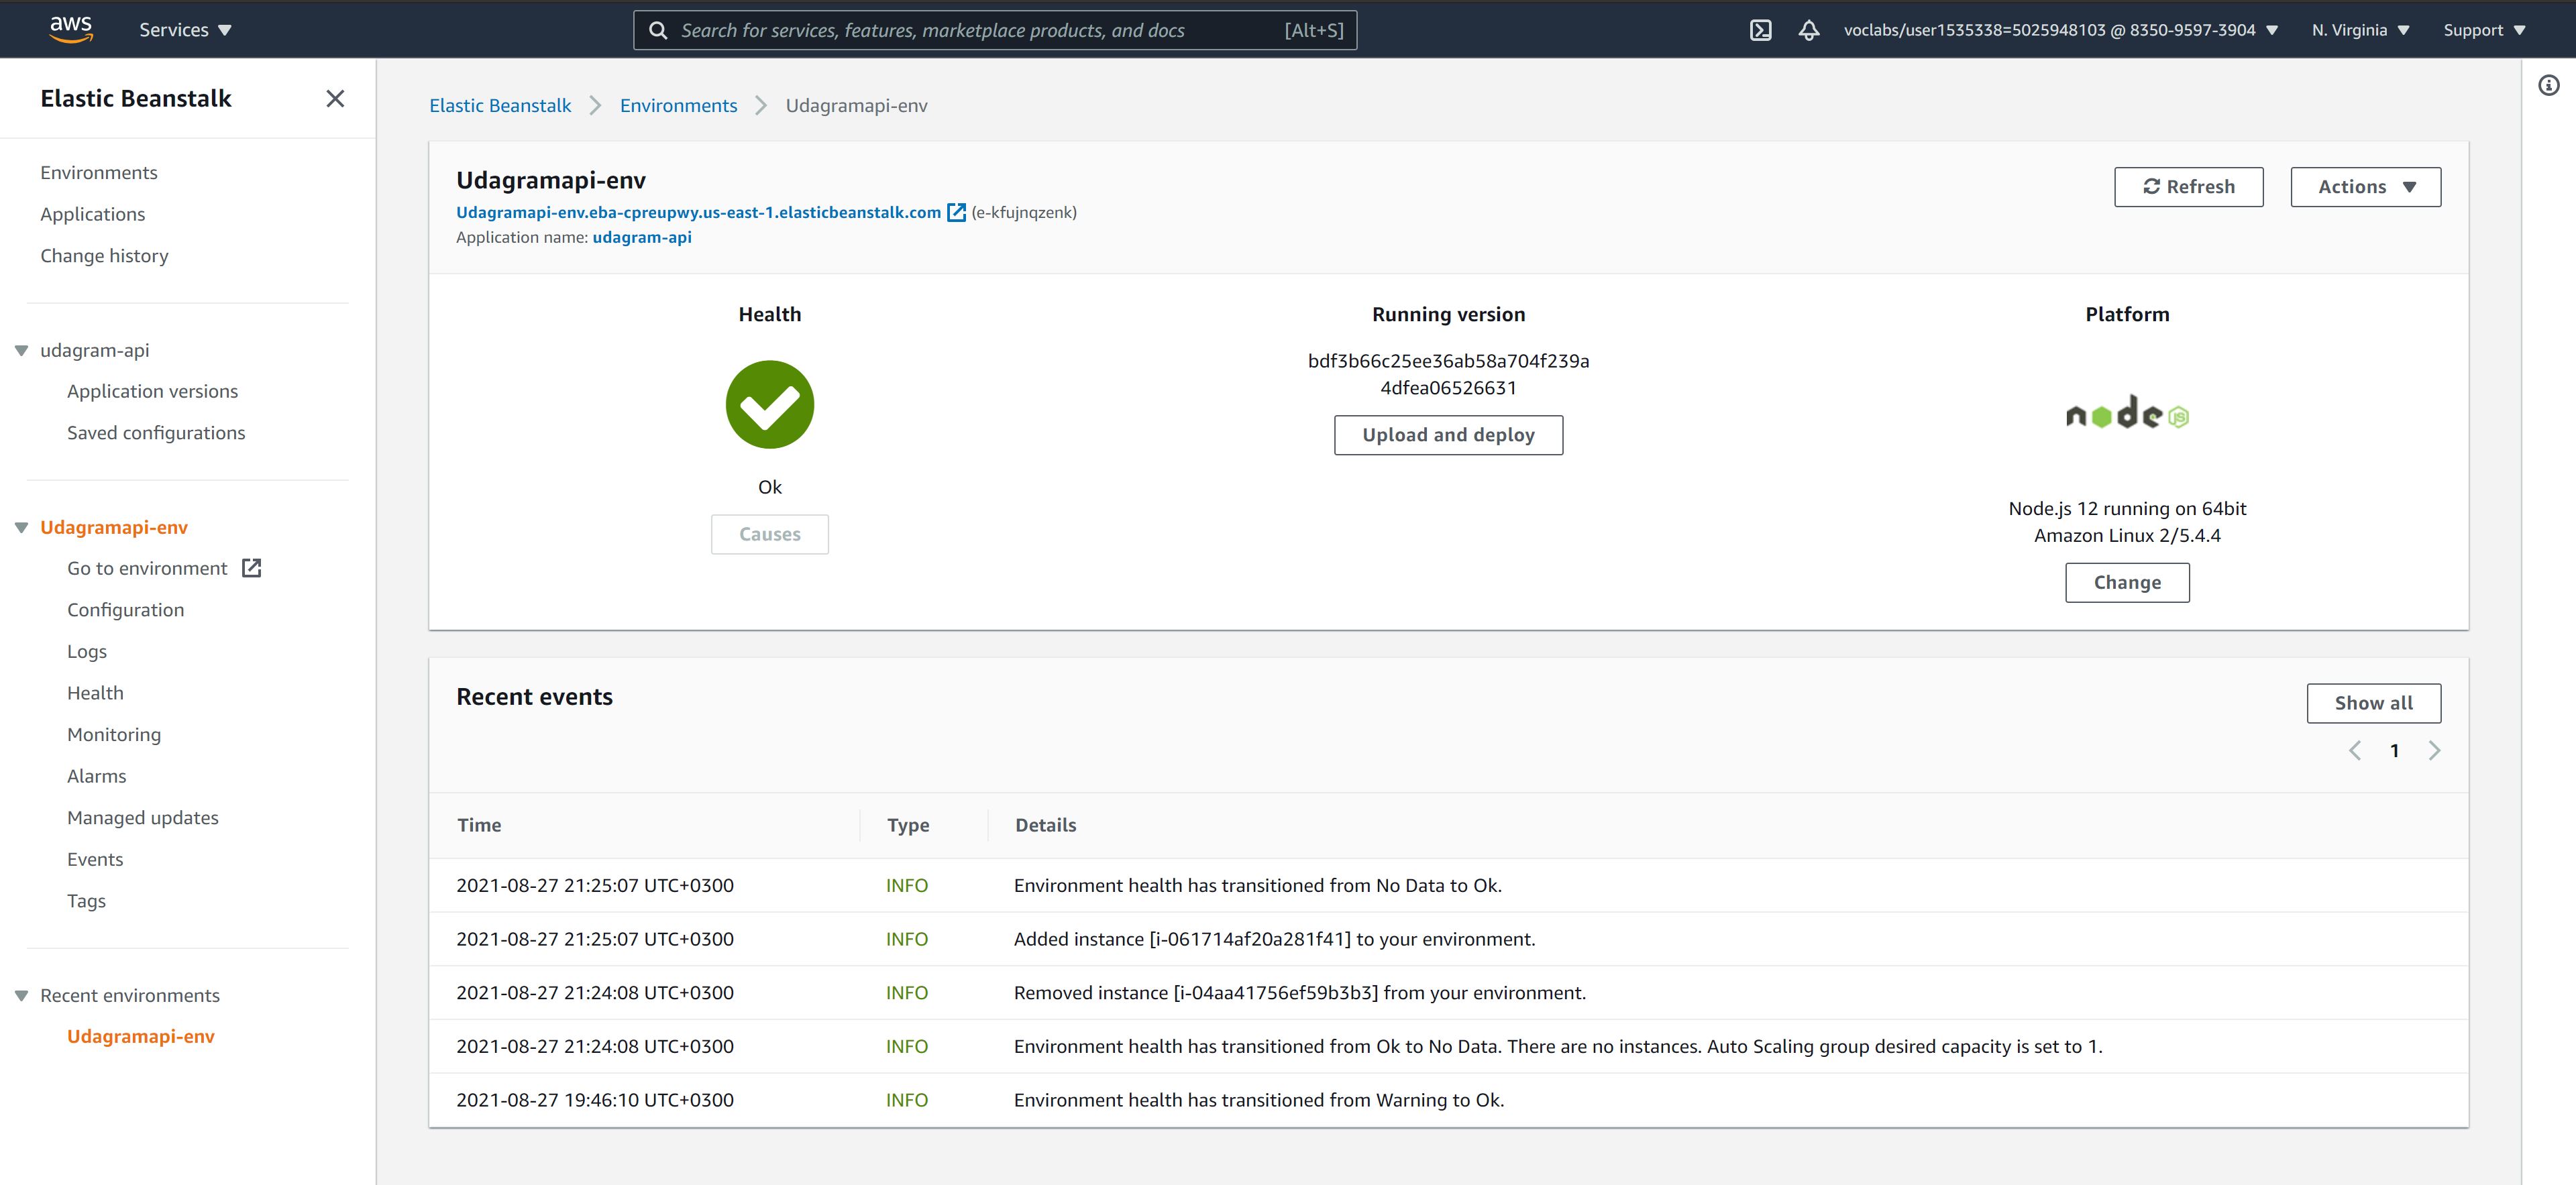 aws
Services
Search for services, features, marketplace products, and docs [Alt+S]
voclabs/user1535338=5025948103 @ 8350-9597-3904
N. Virginia
Support
Elastic Beanstalk
Environments
Applications
Change history
udagram-api
Application versions
Saved configurations
Udagramapi-env
Go to environment
Configuration
Logs
Health
Monitoring
Alarms
Managed updates
Events
Tags
Recent environments
Udagramapi-env
Elastic Beanstalk > Environments > Udagramapi-env
Udagramapi-env
Udagramapi-env.eba-cpreupwy.us-east-1.elasticbeanstalk.com (e-kfujnqzenk)
Application name: udagram-api
Refresh
Actions
Health
Ok
Causes
Running version
bdf3b66c25ee36ab58a704f239a
4dfea06526631
Upload and deploy
Platform
node JS
Node.js 12 running on 64bit
Amazon Linux 2/5.4.4
Change
Recent events
Show all
1
Time Type Details
2021-08-27 21:25:07 UTC+0300 INFO Environment health has transitioned from No Data to Ok.
2021-08-27 21:25:07 UTC+0300 INFO Added instance [i-061714af20a281f41] to your environment.
2021-08-27 21:24:08 UTC+0300 INFO Removed instance [i-04aa41756ef59b3b3] from your environment.
2021-08-27 21:24:08 UTC+0300 INFO Environment health has transitioned from Ok to No Data. There are no instances. Auto Scaling group desired capacity is set to 1.
2021-08-27 19:46:10 UTC+0300 INFO Environment health has transitioned from Warning to Ok.